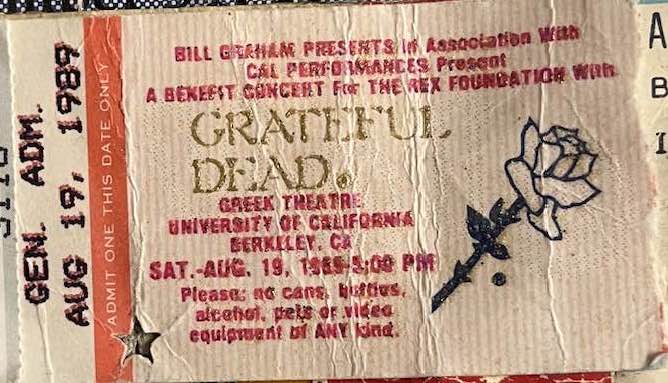 GEN. ADM.
AUG 19, 1989
ADMIT ONE THIS DATE ONLY
BILL GRAHAM PRESENTS In Association With
CAL PERFORMANCES Present
A BENEFIT CONCERT For THE REX FOUNDATION With
GRATEFUL
DEAD.
GREEK THEATRE
UNIVERSITY OF CALIFORNIA
BERKELEY, CA
SAT.-AUG. 19, 1989-5:00 PM
Please: no cans, bottles,
alcohol, pets or video
equipment of ANY kind.
A
B
1